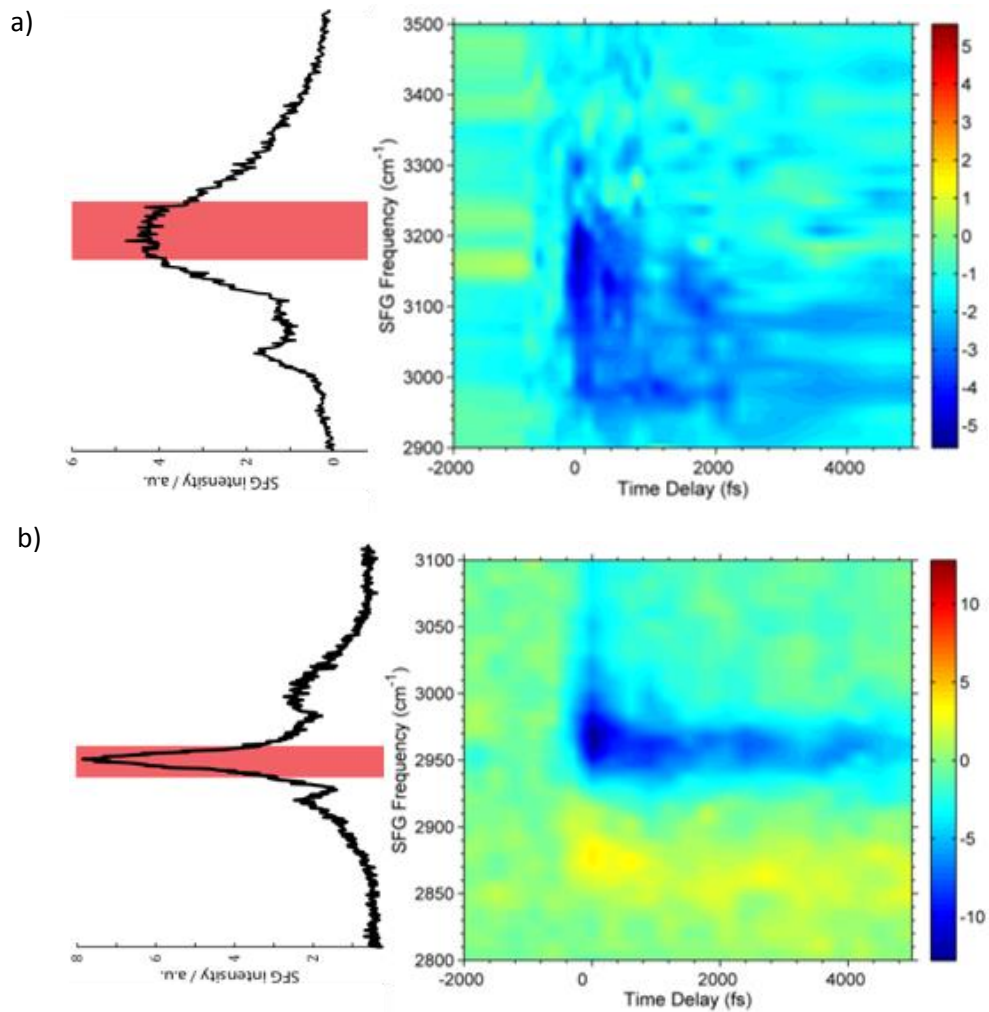 a)
3500
3400
3300
3200
3100
3000
2900
SFG Frequency (cm⁻¹)
-2000 0 2000 4000
Time Delay (fs)
5
4
3
2
1
0
-1
-2
-3
-4
-5
6 4 2 0
SFG intensity / a.u.
b)
3100
3050
3000
2950
2900
2850
2800
SFG Frequency (cm⁻¹)
-2000 0 2000 4000
Time Delay (fs)
10
5
0
-5
-10
8 6 4 2
SFG intensity / a.u.